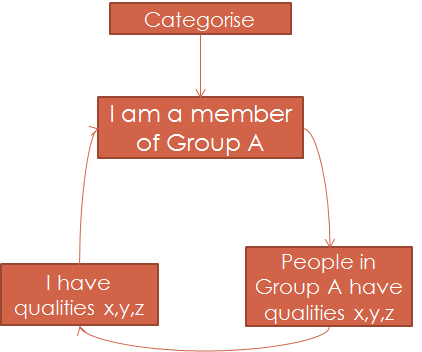 Categorise
I am a member
of Group A
People in
Group A have
qualities x,y,z
I have
qualities x,y,z